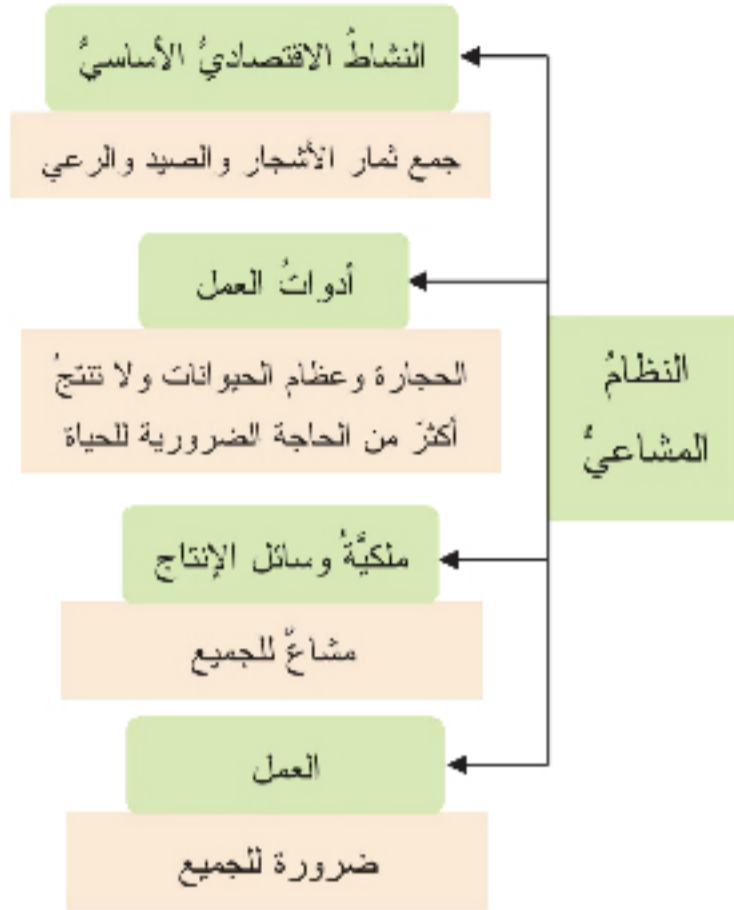 النظامُ
المشاعيُّ
النشاطُ الاقتصاديُّ الأساسيُّ
جمع ثمار الأشجار والصيد والرعي
أدواتُ العمل
الحجارة وعظام الحيوانات ولا تنتجُ
أكثرَ من الحاجة الضرورية للحياة
ملكيَّةُ وسائل الإنتاج
مشاعٌ للجميع
العمل
ضرورة للجميع